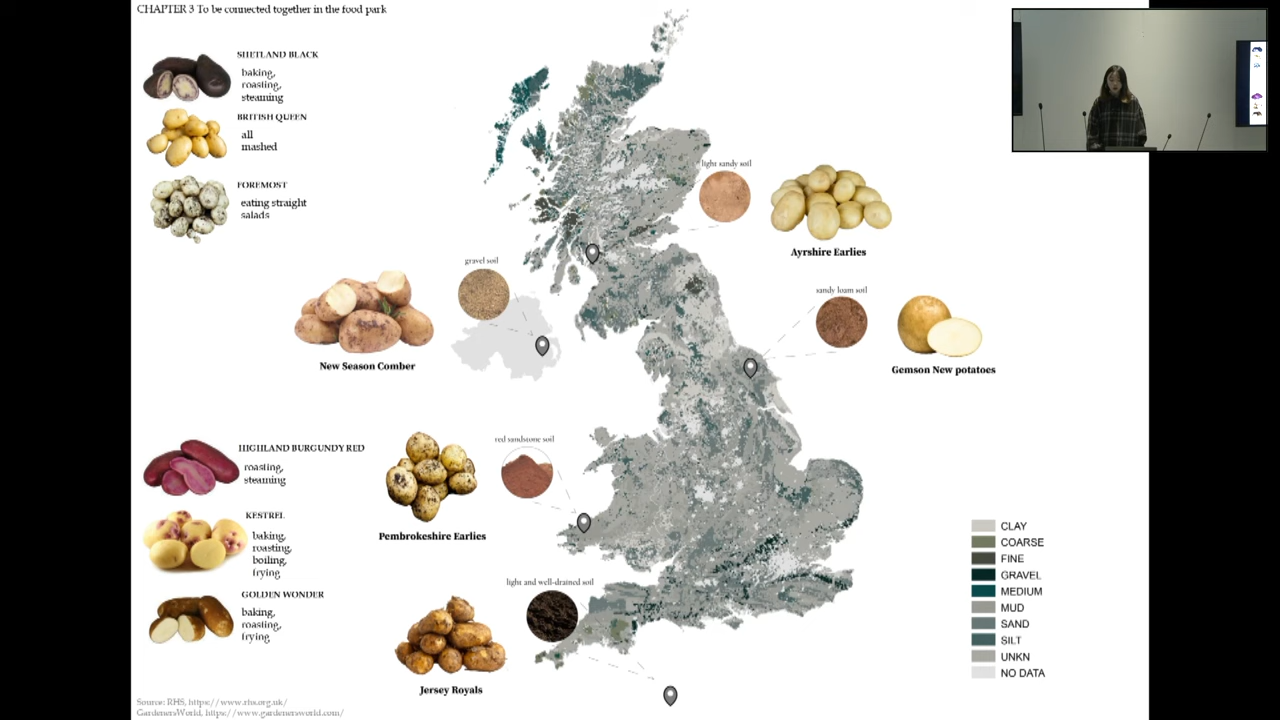 CHAPTER 3 To be connected together in the food park
SHETLAND BLACK
baking,
roasting,
steaming
BRITISH QUEEN
all
mashed
FOREMOST
eating straight
salads
light sandy soil
Ayrshire Earlies
gravel soil
New Season Comber
sandy loam soil
Gemson New potatoes
HIGHLAND BURGUNDY RED
roasting,
steaming
KESTREL
baking,
roasting,
boiling,
frying
GOLDEN WONDER
baking,
roasting,
frying
red sandstone soil
Pembrokeshire Earlies
light and well-drained soil
Jersey Royals
CLAY
COARSE
FINE
GRAVEL
MEDIUM
MUD
SAND
SILT
UNKN
NO DATA
Source: RHS, https://www.rhs.org.uk/
GardenersWorld, https://www.gardenersworld.com/